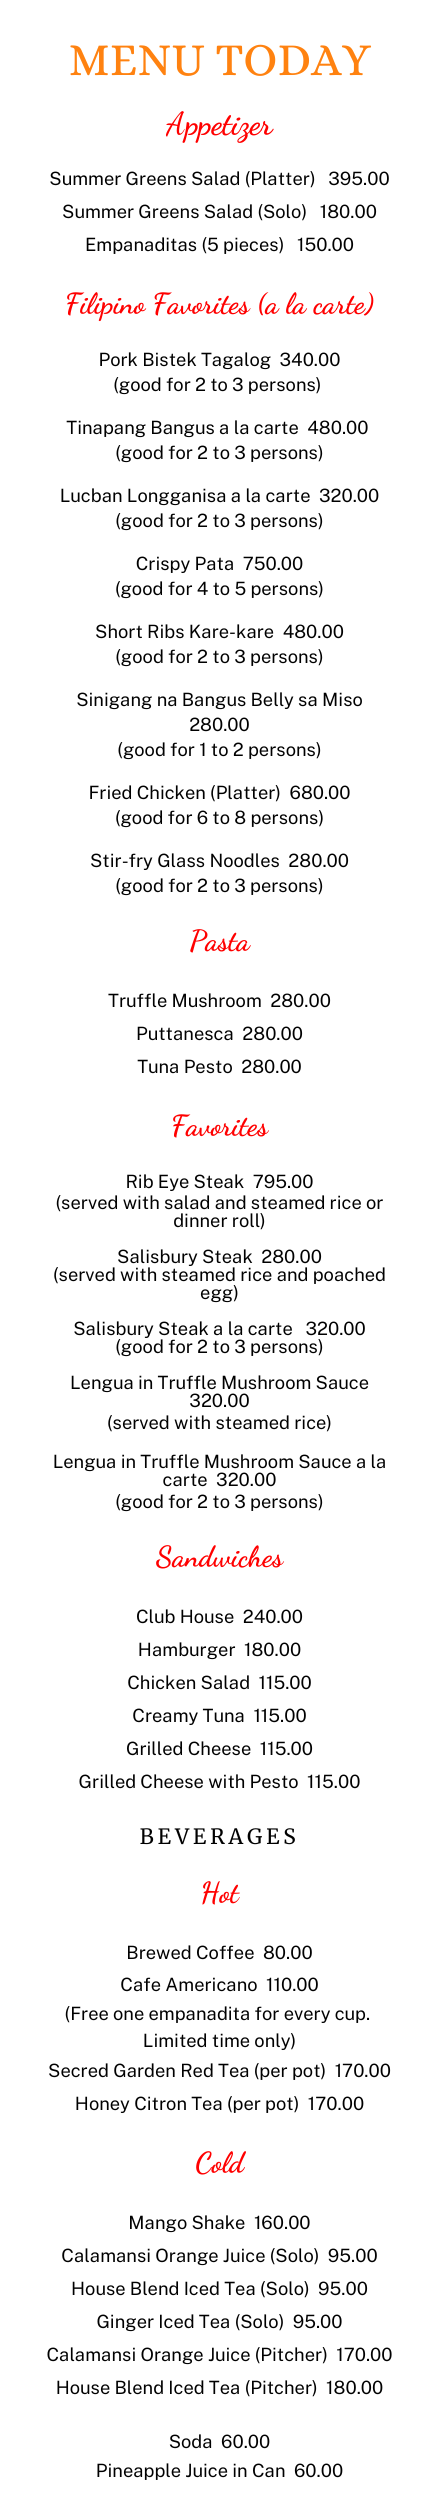 MENU TODAY
Appetizer
Summer Greens Salad (Platter) 395.00
Summer Greens Salad (Solo) 180.00
Empanaditas (5 pieces) 150.00
Filipino Favorites (a la carte)
Pork Bistek Tagalog 340.00
(good for 2 to 3 persons)
Tinapang Bangus a la carte 480.00
(good for 2 to 3 persons)
Lucban Longganisa a la carte 320.00
(good for 2 to 3 persons)
Crispy Pata 750.00
(good for 4 to 5 persons)
Short Ribs Kare-kare 480.00
(good for 2 to 3 persons)
Sinigang na Bangus Belly sa Miso
280.00
(good for 1 to 2 persons)
Fried Chicken (Platter) 680.00
(good for 6 to 8 persons)
Stir-fry Glass Noodles 280.00
(good for 2 to 3 persons)
Pasta
Truffle Mushroom 280.00
Puttanesca 280.00
Tuna Pesto 280.00
Favorites
Rib Eye Steak 795.00
(served with salad and steamed rice or
dinner roll)
Salisbury Steak 280.00
(served with steamed rice and poached
egg)
Salisbury Steak a la carte 320.00
(good for 2 to 3 persons)
Lengua in Truffle Mushroom Sauce
320.00
(served with steamed rice)
Lengua in Truffle Mushroom Sauce a la
carte 320.00
(good for 2 to 3 persons)
Sandwiches
Club House 240.00
Hamburger 180.00
Chicken Salad 115.00
Creamy Tuna 115.00
Grilled Cheese 115.00
Grilled Cheese with Pesto 115.00
BEVERAGES
Hot
Brewed Coffee 80.00
Cafe Americano 110.00
(Free one empanadita for every cup.
Limited time only)
Secred Garden Red Tea (per pot) 170.00
Honey Citron Tea (per pot) 170.00
Cold
Mango Shake 160.00
Calamansi Orange Juice (Solo) 95.00
House Blend Iced Tea (Solo) 95.00
Ginger Iced Tea (Solo) 95.00
Calamansi Orange Juice (Pitcher) 170.00
House Blend Iced Tea (Pitcher) 180.00
Soda 60.00
Pineapple Juice in Can 60.00